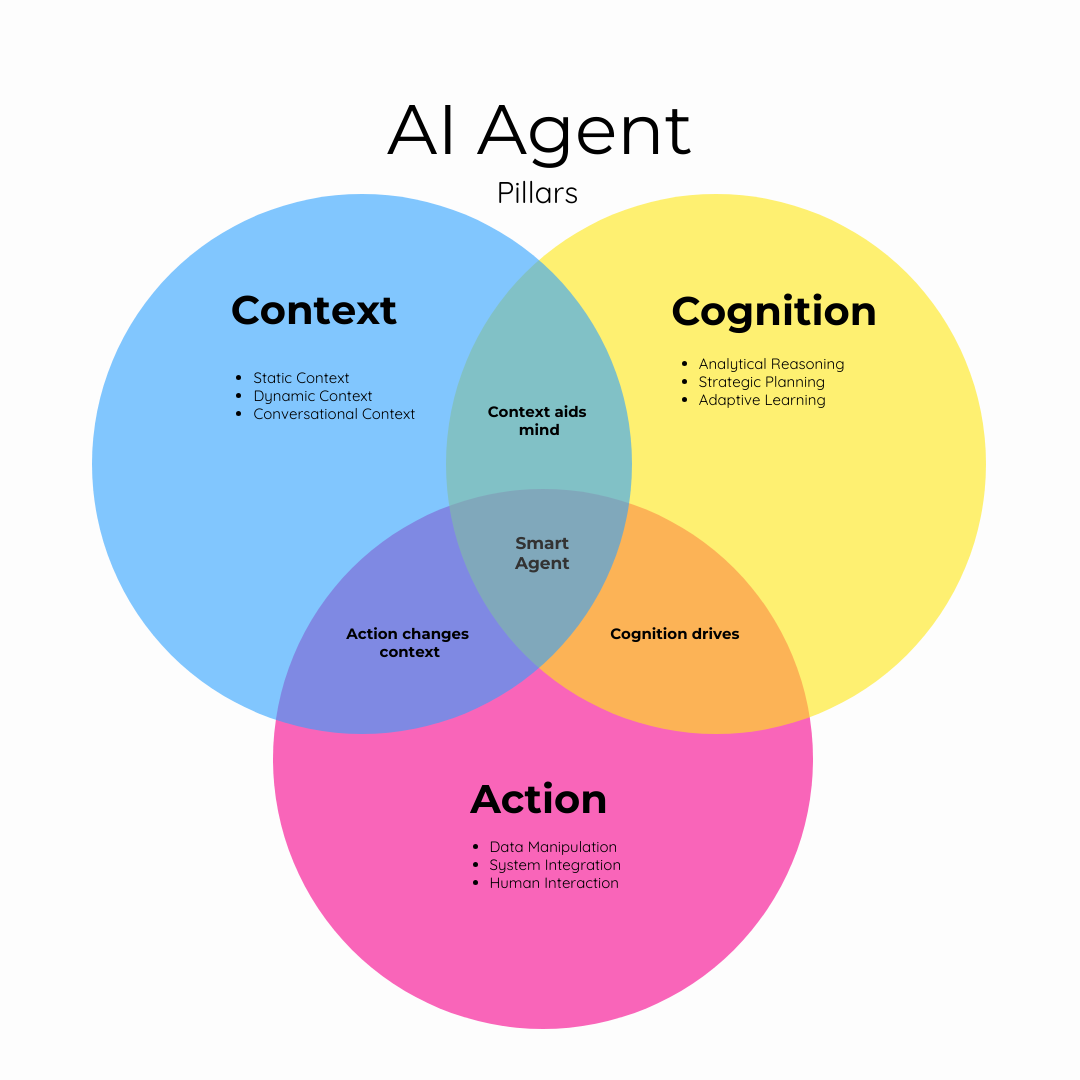 AI Agent
Pillars
Context
• Static Context
• Dynamic Context
• Conversational Context
Cognition
• Analytical Reasoning
• Strategic Planning
• Adaptive Learning
Context aids
mind
Smart
Agent
Action changes
context
Cognition drives
Action
• Data Manipulation
• System Integration
• Human Interaction